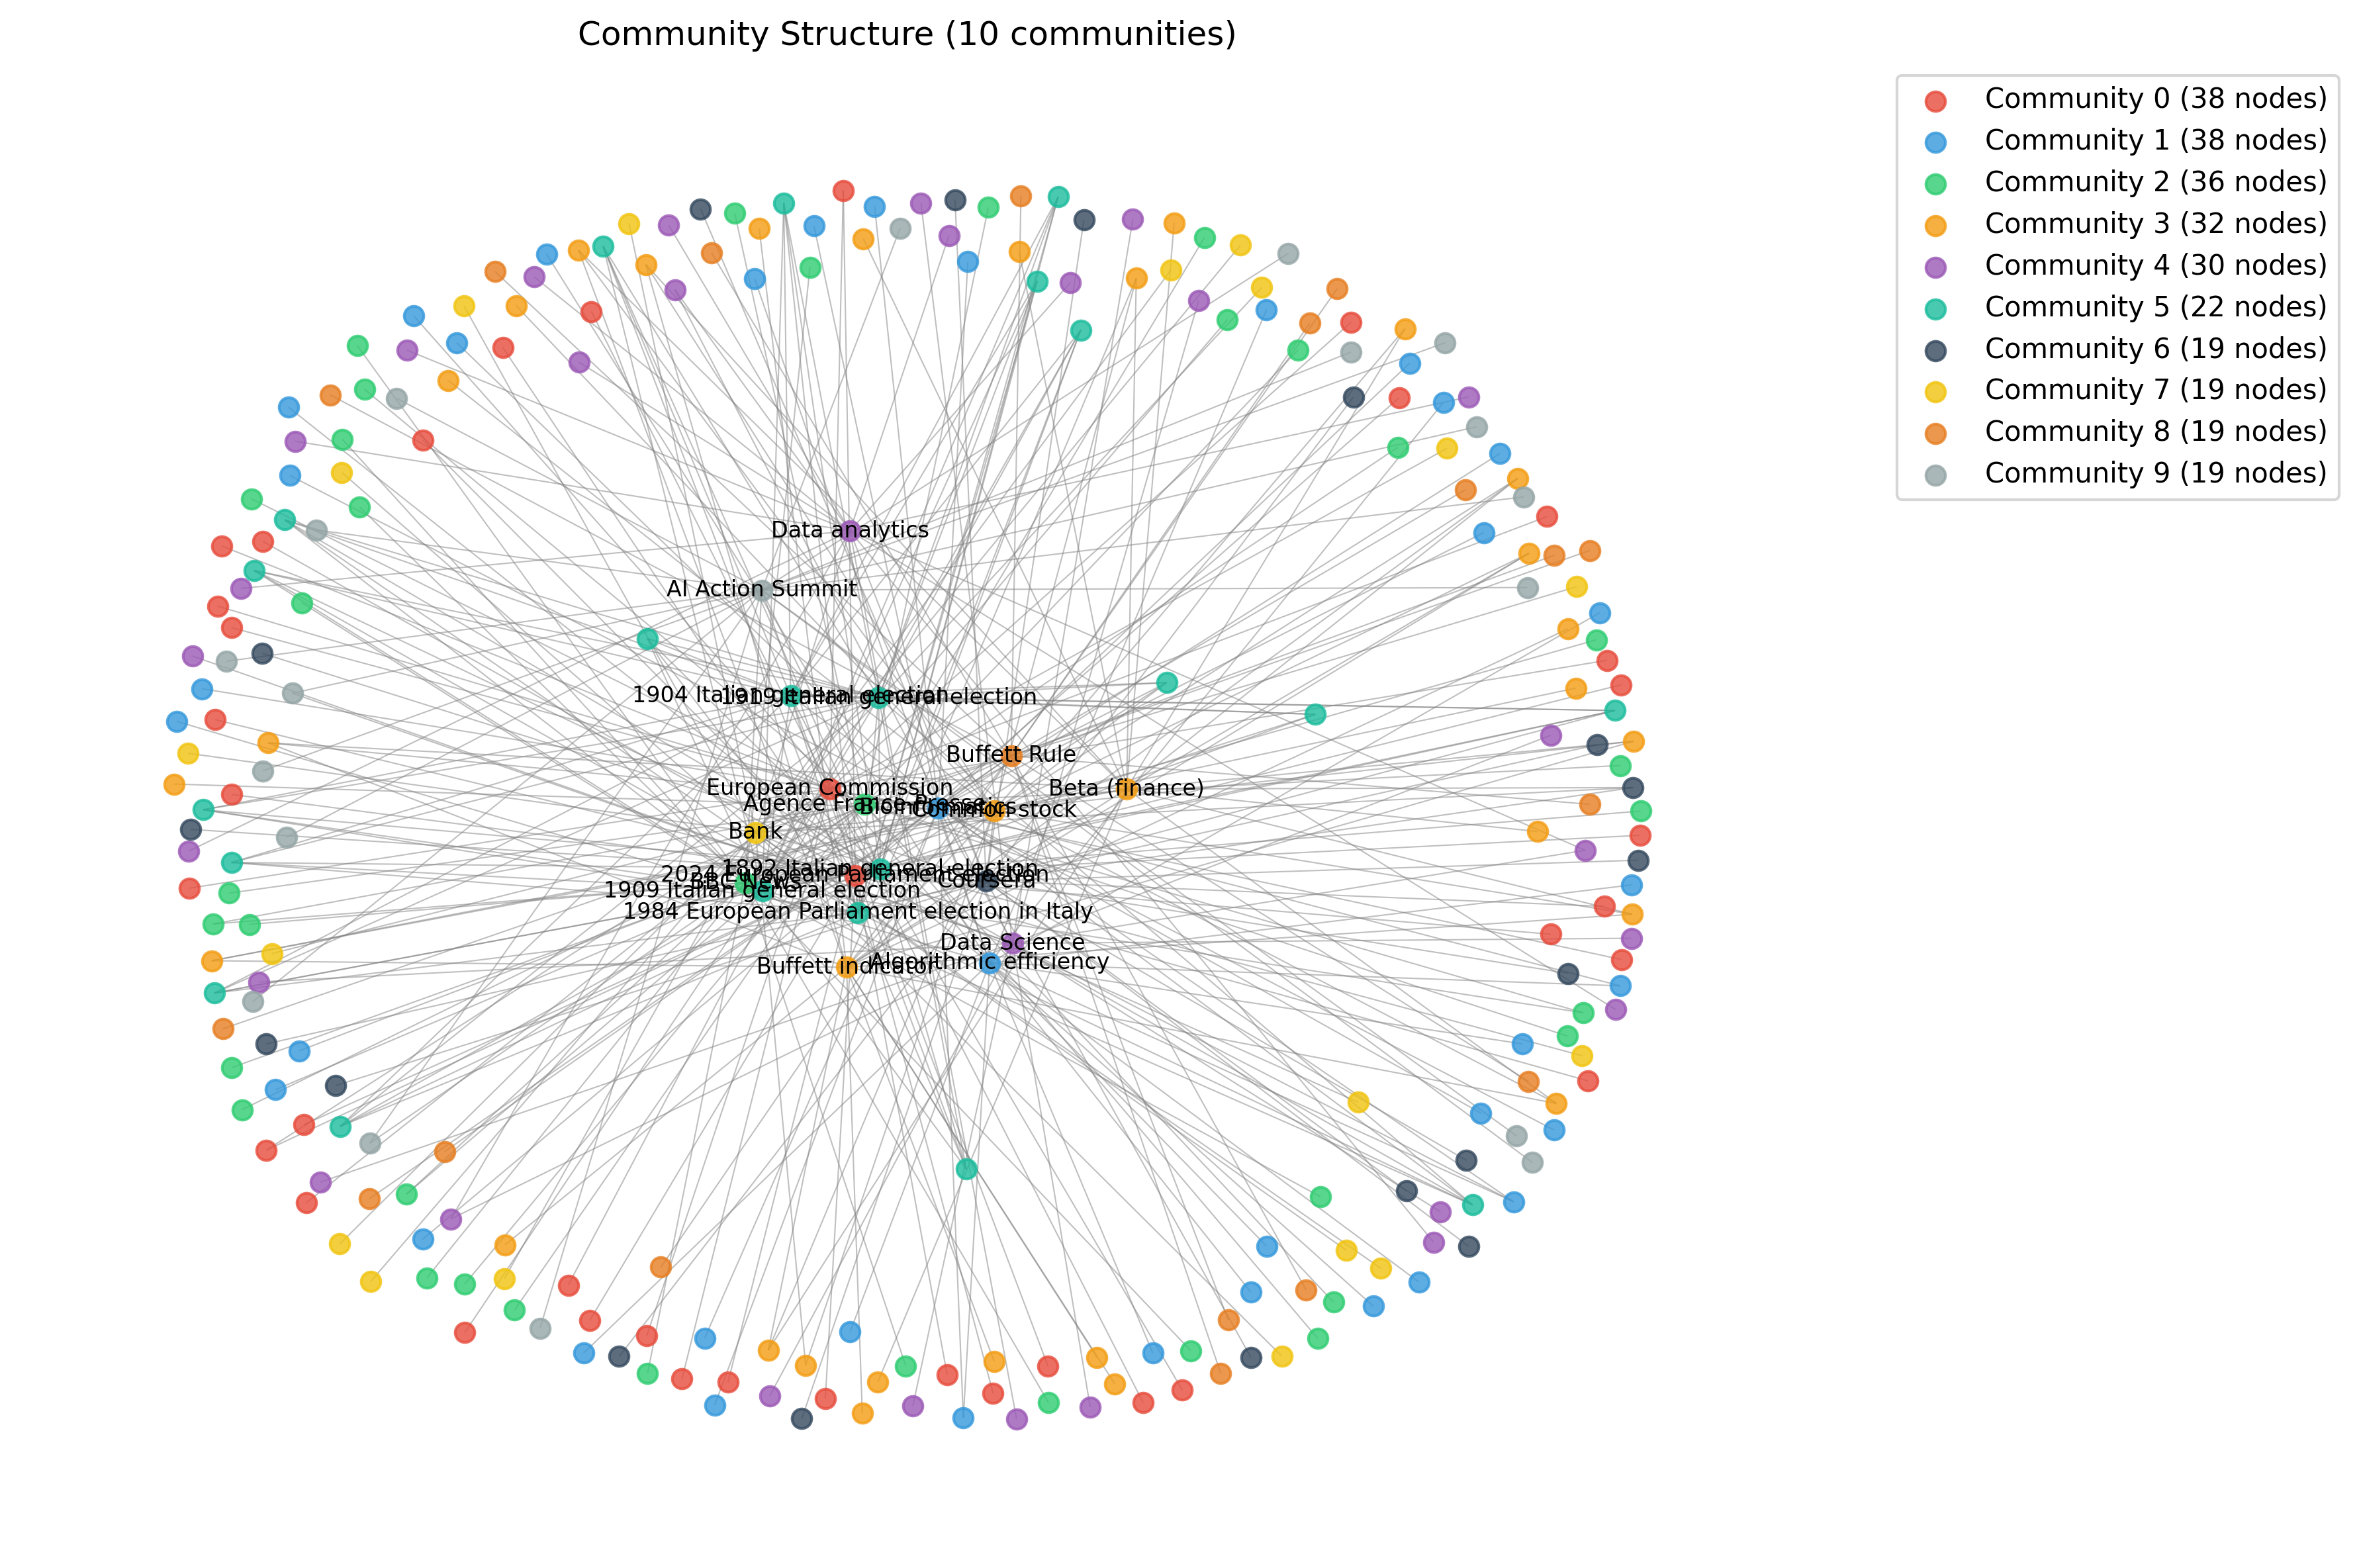 Community Structure (10 communities)
Community 0 (38 nodes)
Community 1 (38 nodes)
Community 2 (36 nodes)
Community 3 (32 nodes)
Community 4 (30 nodes)
Community 5 (22 nodes)
Community 6 (19 nodes)
Community 7 (19 nodes)
Community 8 (19 nodes)
Community 9 (19 nodes)
Data analytics
AI Action Summit
1904 Italian general election
1919 Italian general election
Buffett Rule
European Commission
Beta (finance)
Agence France-Presse
Bioinformatics
Common stock
Bank
1892 Italian general election
2024 European Parliament election
BBC News
Coursera
1909 Italian general election
1984 European Parliament election in Italy
Data Science
Algorithmic efficiency
Buffett indicator